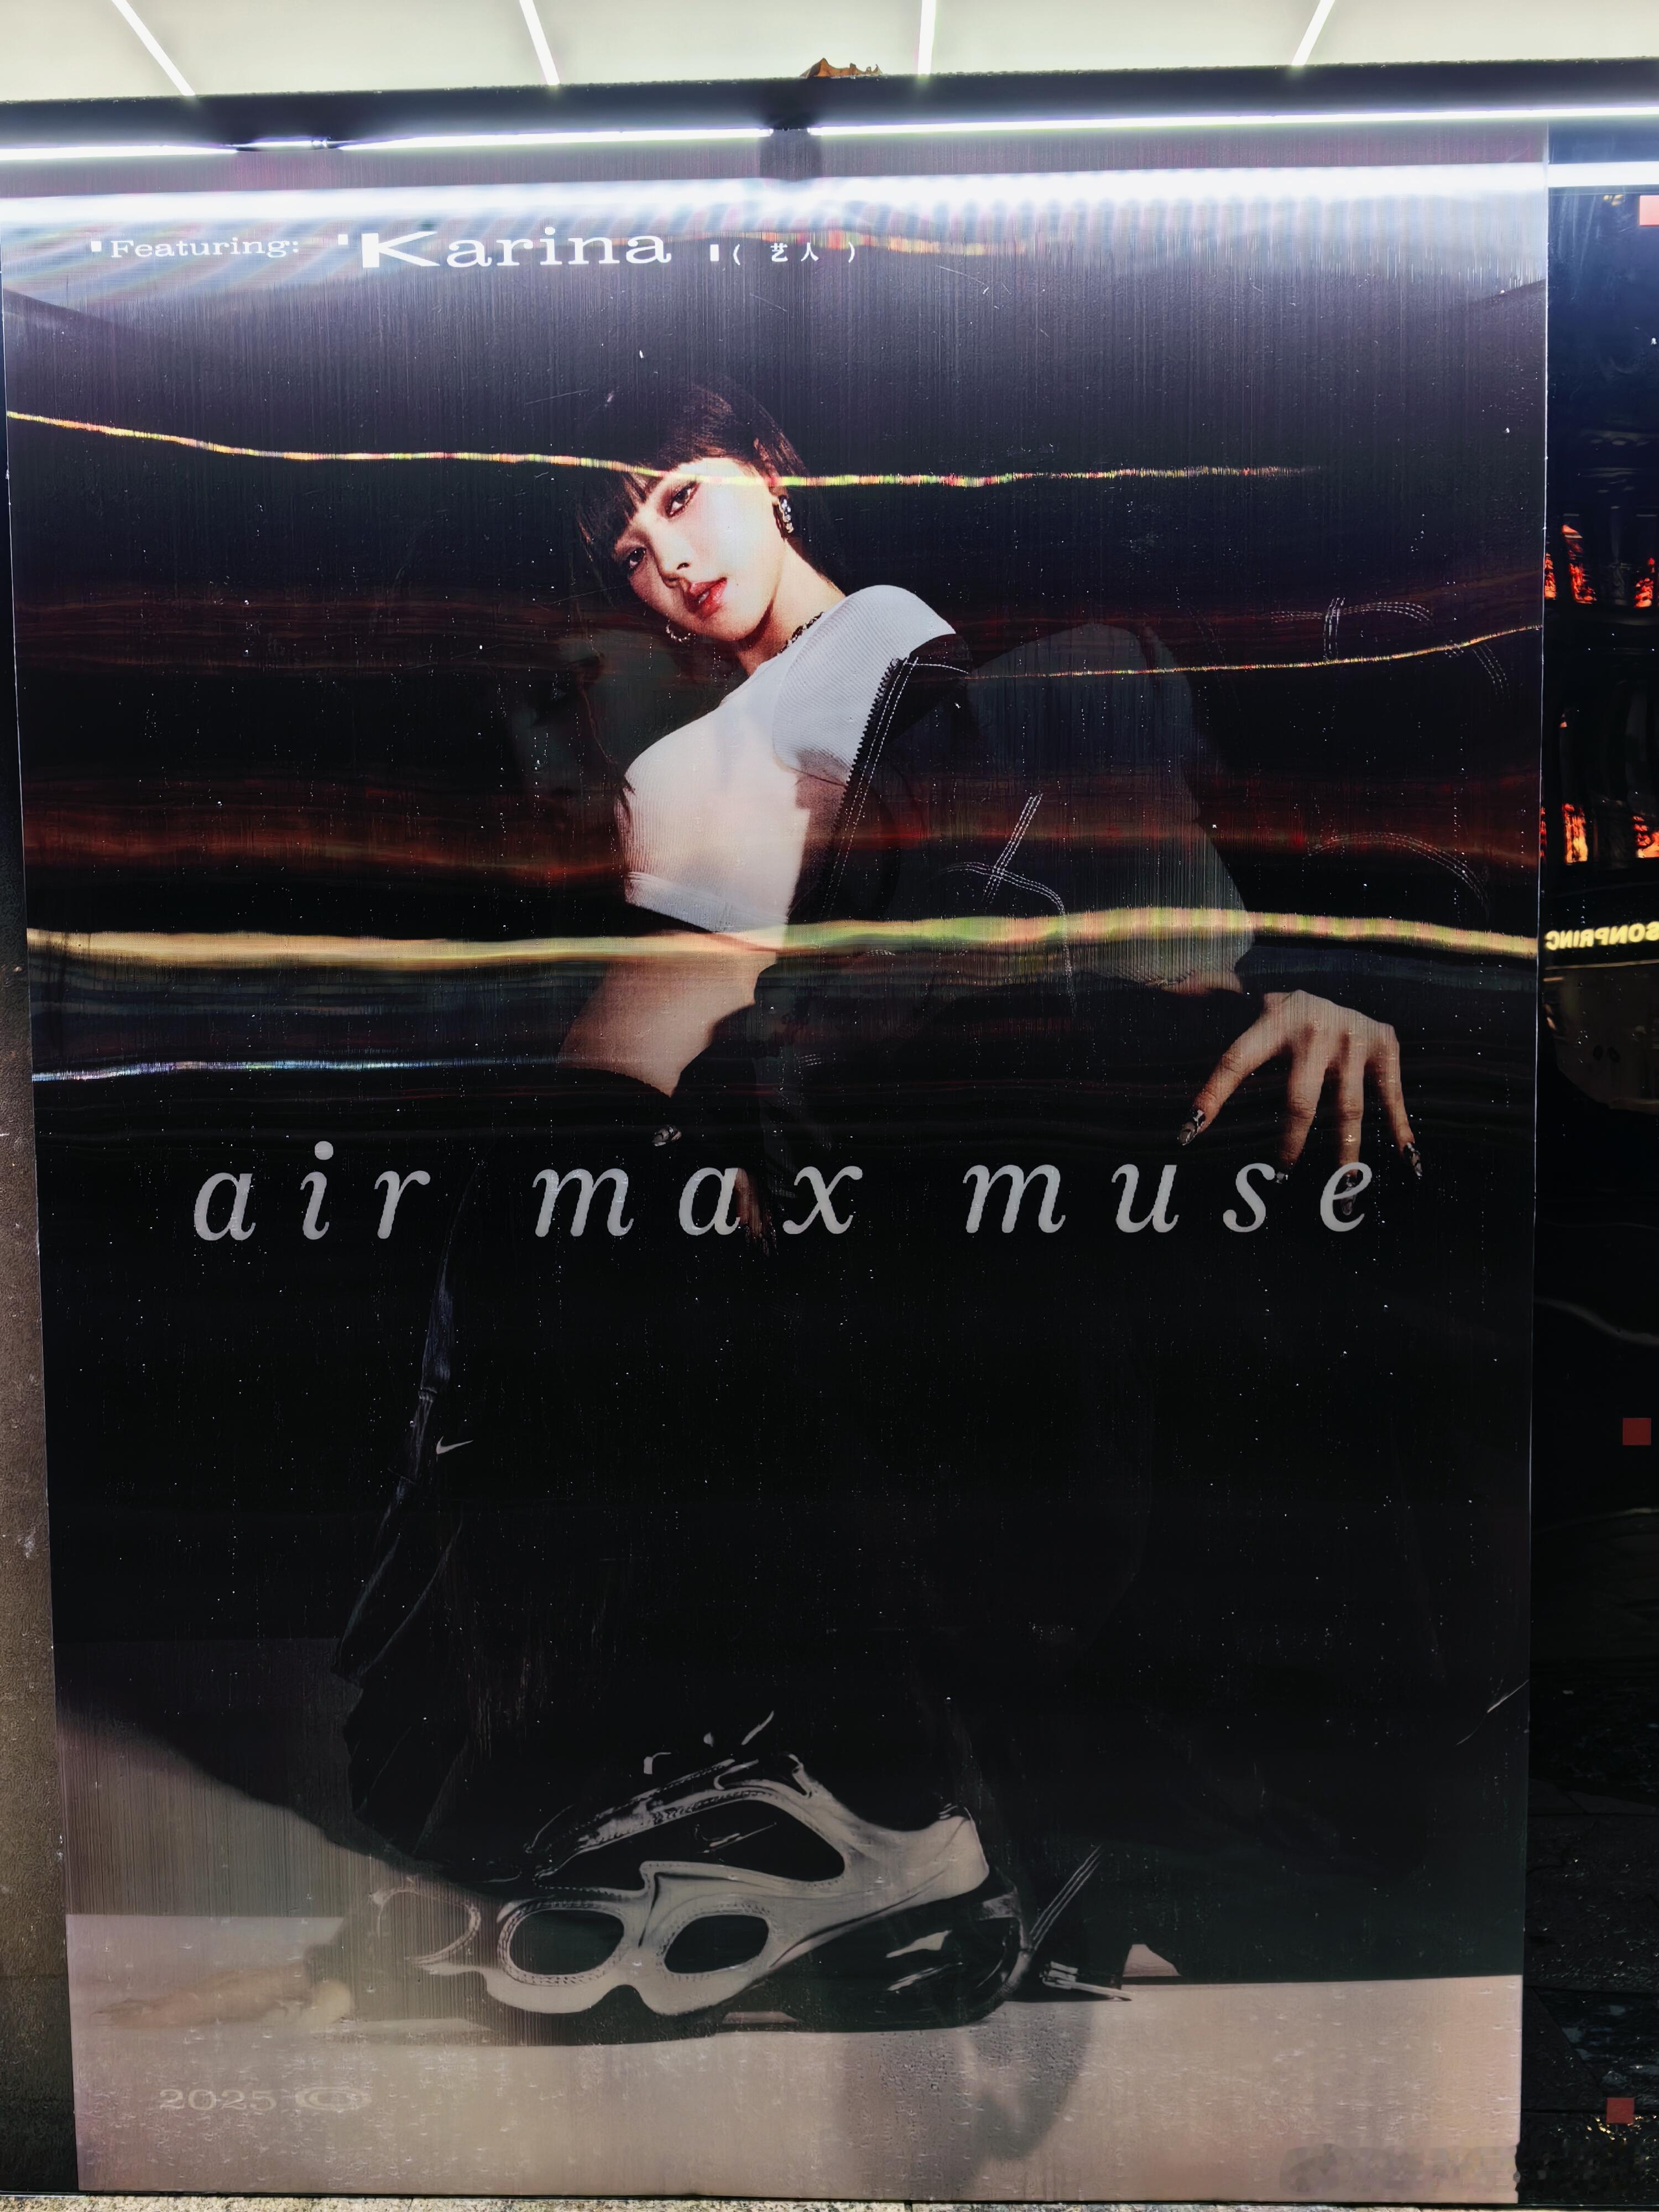 Featuring: Karina (艺人)
air max muse
2025 ©